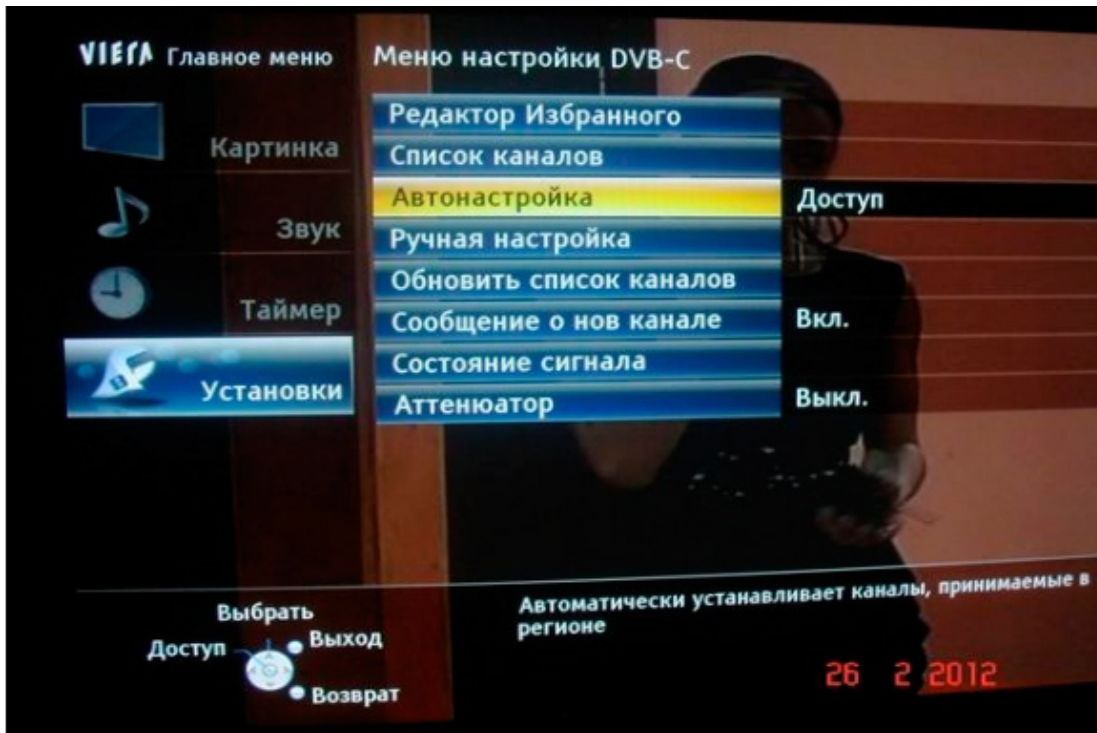 VIERA Главное меню
Меню настройки DVB-C
Картинка
Звук
Таймер
Установки
Редактор Избранного
Список каналов
Автонастройка Доступ
Ручная настройка
Обновить список каналов
Сообщение о нов канале Вкл.
Состояние сигнала
Аттенюатор Выкл.
Выбрать
Доступ
Выход
Возврат
Автоматически устанавливает каналы, принимаемые в
регионе
26 2 2012